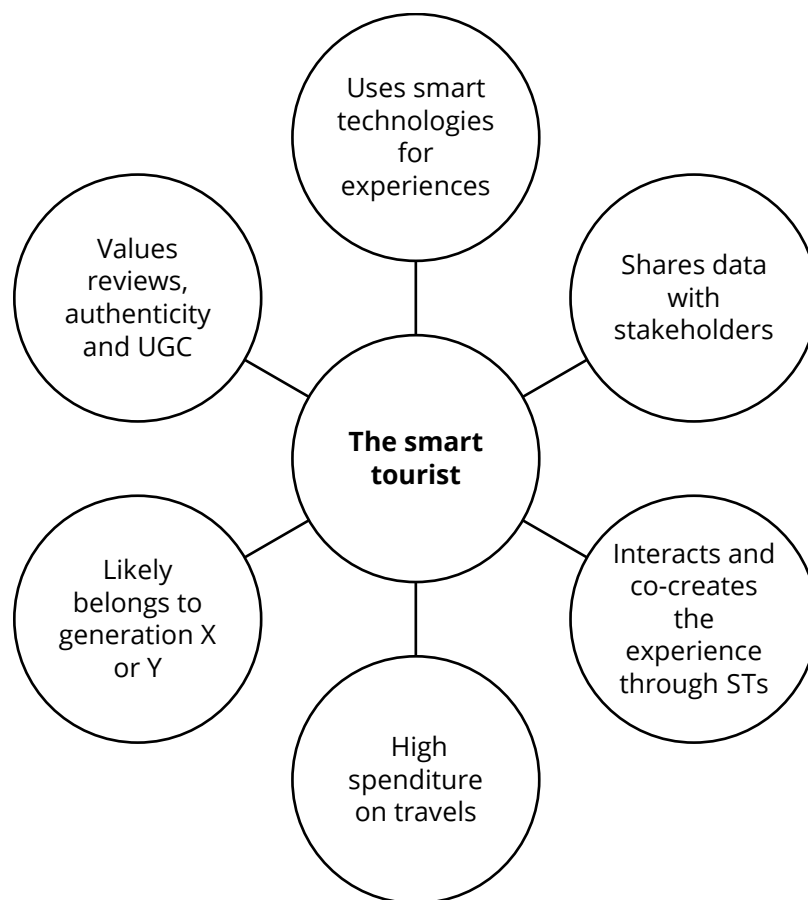 Uses smart
technologies
for
experiences
Values
reviews,
authenticity
and UGC
Shares data
with
stakeholders
The smart
tourist
Likely
belongs to
generation X
or Y
Interacts and
co-creates
the
experience
through STs
High
spenditure
on travels